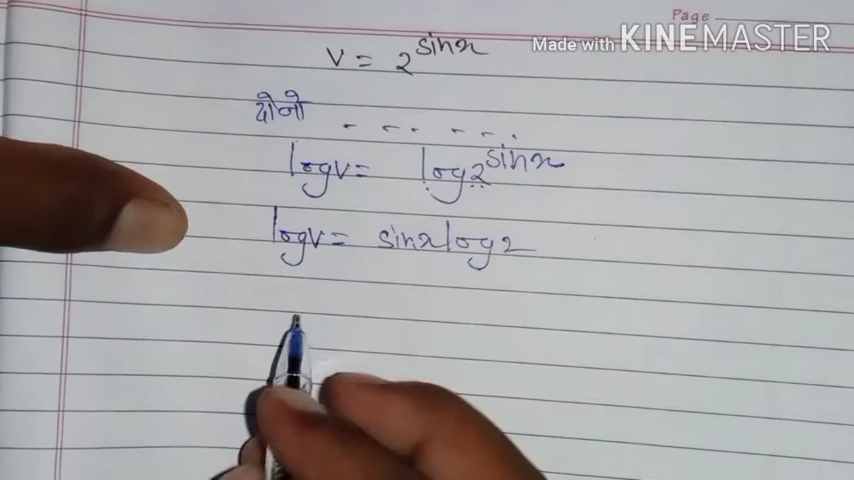 Page
Made with KINEMASTER
v = 2^sinx
दोनो
logv = log2^sinx
logv = sinxlog2